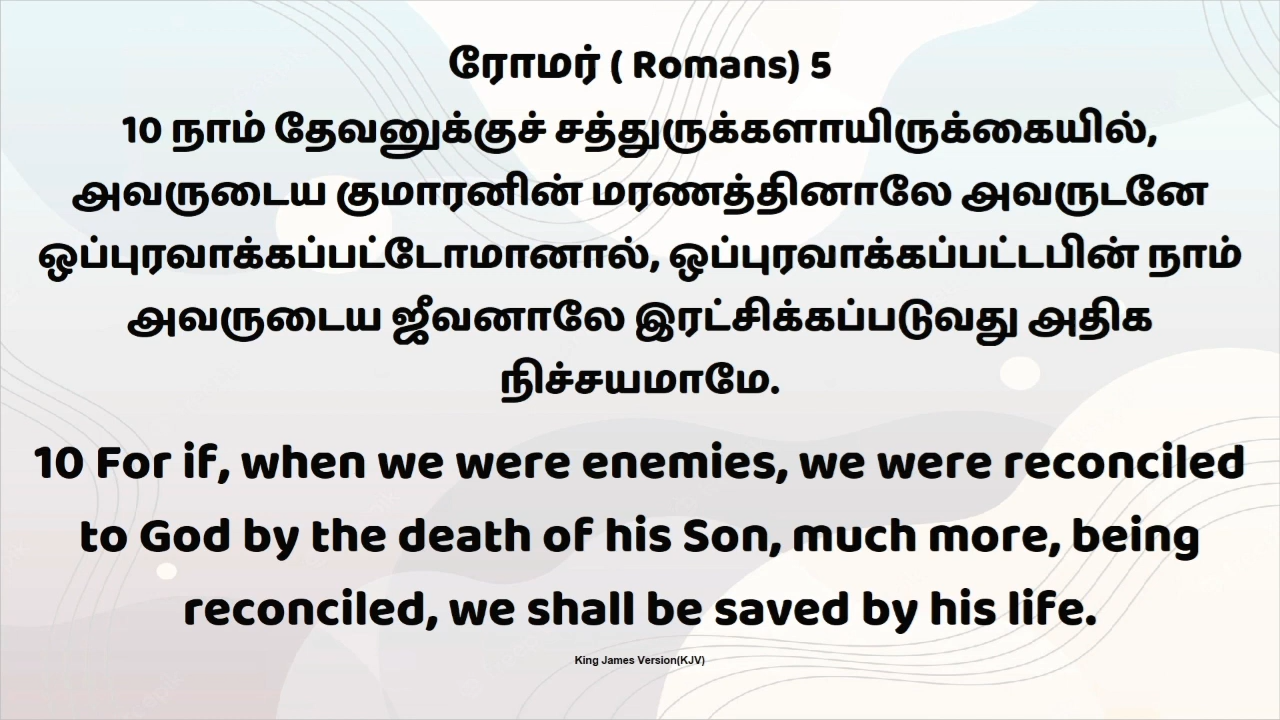 ரோமர் ( Romans) 5
10 நாம் தேவனுக்குச் சத்துருக்களாயிருக்கையில்,
அவருடைய குமாரனின் மரணத்தினாலே அவருடனே
ஒப்புரவாக்கப்பட்டோமானால், ஒப்புரவாக்கப்பட்டபின் நாம்
அவருடைய ஜீவனாலே இரட்சிக்கப்படுவது அதிக
நிச்சயமாமே.
10 For if, when we were enemies, we were reconciled
to God by the death of his Son, much more, being
reconciled, we shall be saved by his life.
King James Version(KJV)